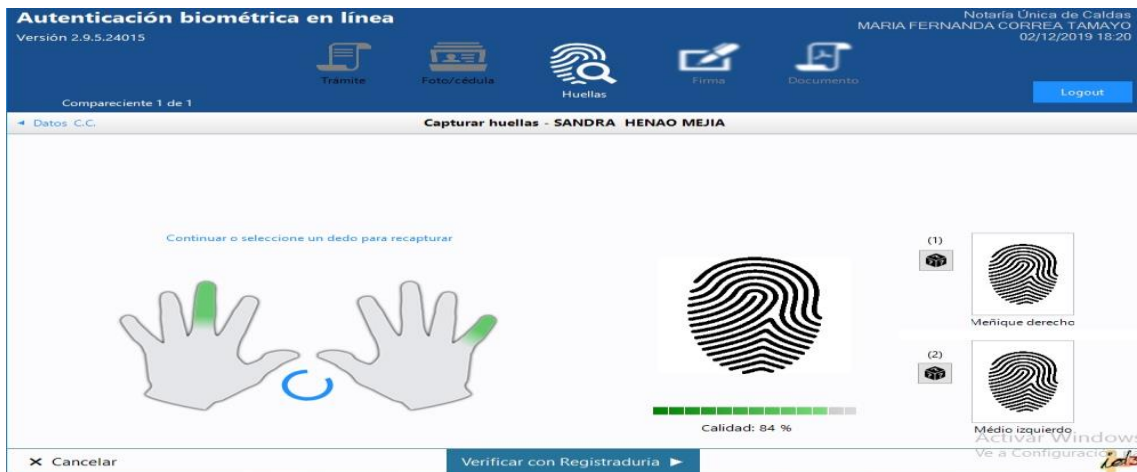 Autenticación biométrica en línea
Versión 2.9.5.24015
Notaría Única de Caldas
MARIA FERNANDA CORREA TAMAYO
02/12/2019 18:20
Trámite
Foto/cédula
Huellas
Firma
Documento
Compareciente 1 de 1
Logout
Datos C.C.
Capturar huellas - SANDRA HENAO MEJIA
Continuar o seleccione un dedo para recapturar
(1)
Meñique derecho
(2)
Médio izquierdo
Calidad: 84 %
Activar Windows
Ve a Configuración
Cancelar
Verificar con Registraduría